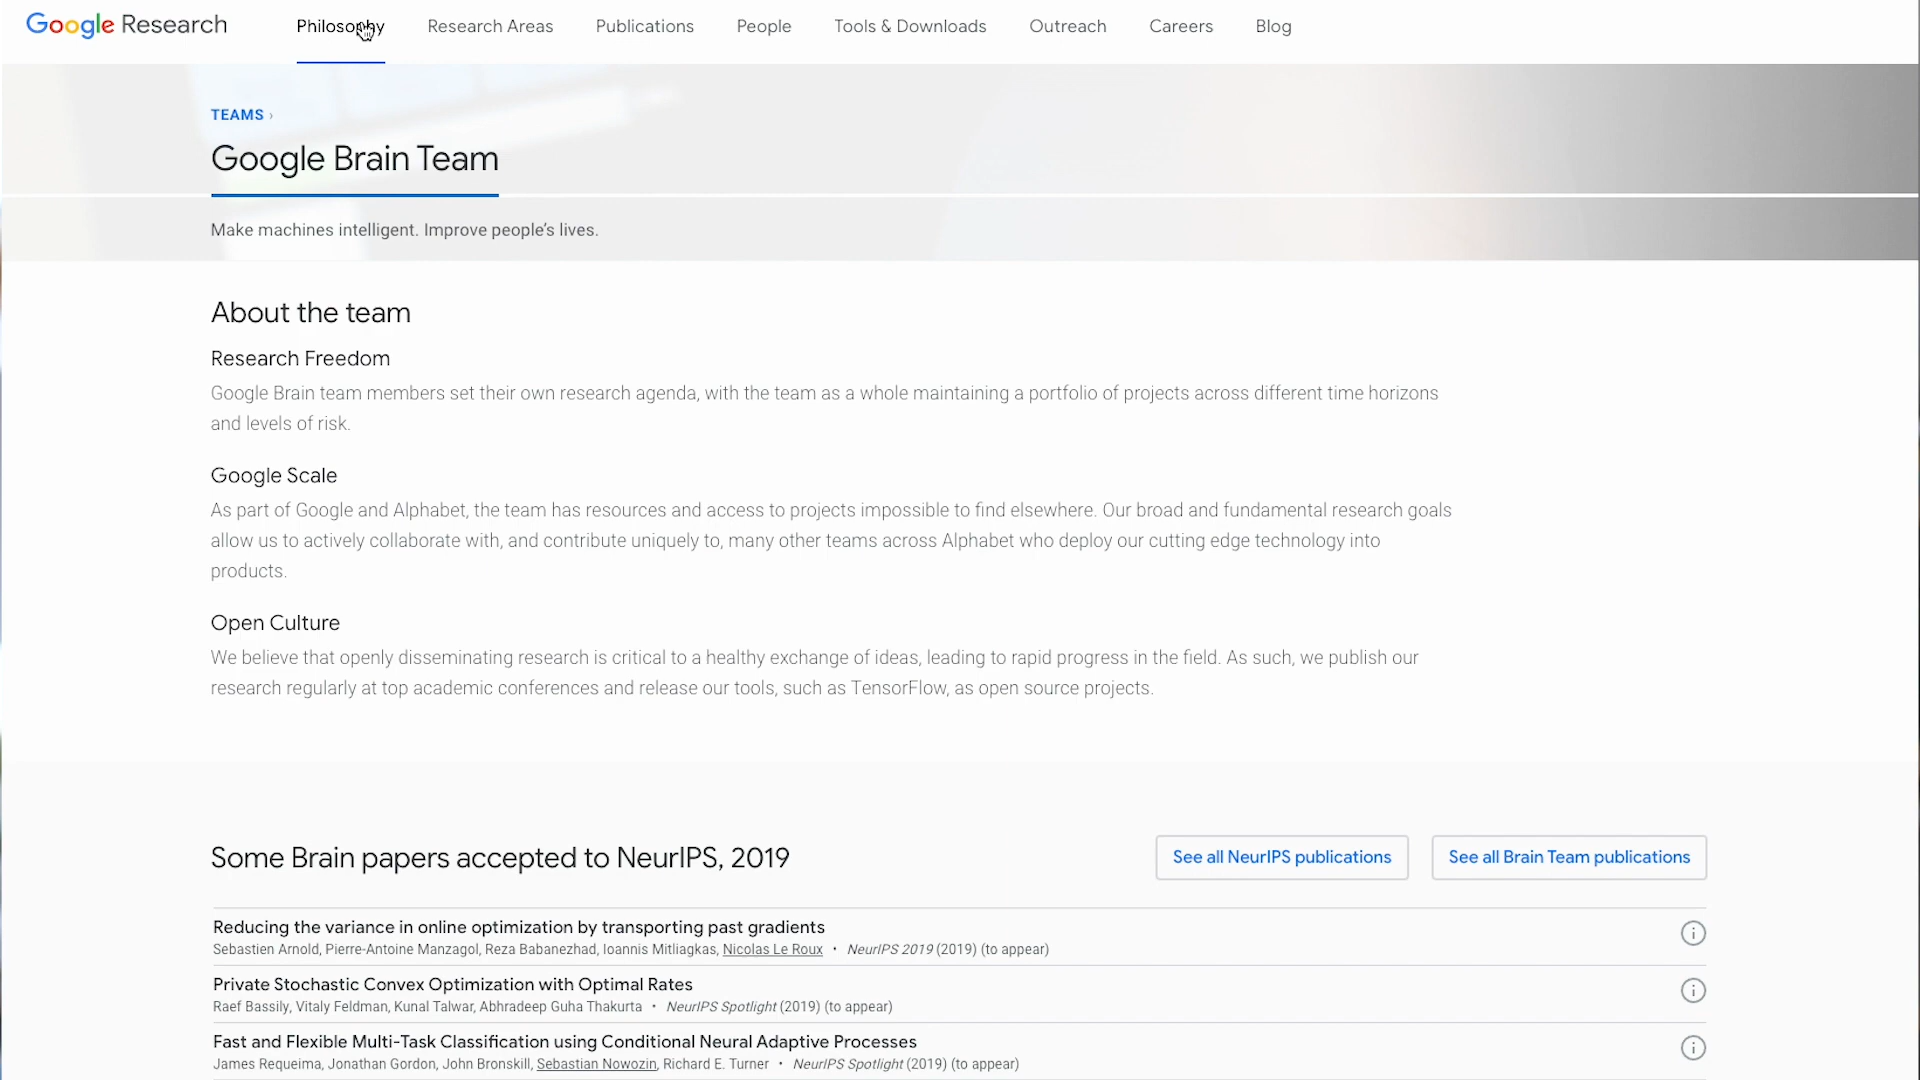 Google Research Philosophy Research Areas Publications People Tools & Downloads Outreach Careers Blog
TEAMS ›
Google Brain Team
Make machines intelligent. Improve people's lives.
About the team
Research Freedom
Google Brain team members set their own research agenda, with the team as a whole maintaining a portfolio of projects across different time horizons
and levels of risk.
Google Scale
As part of Google and Alphabet, the team has resources and access to projects impossible to find elsewhere. Our broad and fundamental research goals
allow us to actively collaborate with, and contribute uniquely to, many other teams across Alphabet who deploy our cutting edge technology into
products.
Open Culture
We believe that openly disseminating research is critical to a healthy exchange of ideas, leading to rapid progress in the field. As such, we publish our
research regularly at top academic conferences and release our tools, such as TensorFlow, as open source projects.
Some Brain papers accepted to NeurIPS, 2019 See all NeurIPS publications See all Brain Team publications
Reducing the variance in online optimization by transporting past gradients
Sebastien Arnold, Pierre-Antoine Manzagol, Reza Babanezhad, Ioannis Mitliagkas, Nicolas Le Roux • NeurIPS 2019 (2019) (to appear)
Private Stochastic Convex Optimization with Optimal Rates
Raef Bassily, Vitaly Feldman, Kunal Talwar, Abhradeep Guha Thakurta • NeurIPS Spotlight (2019) (to appear)
Fast and Flexible Multi-Task Classification using Conditional Neural Adaptive Processes
James Requeima, Jonathan Gordon, John Bronskill, Sebastian Nowozin, Richard E. Turner • NeurIPS Spotlight (2019) (to appear)